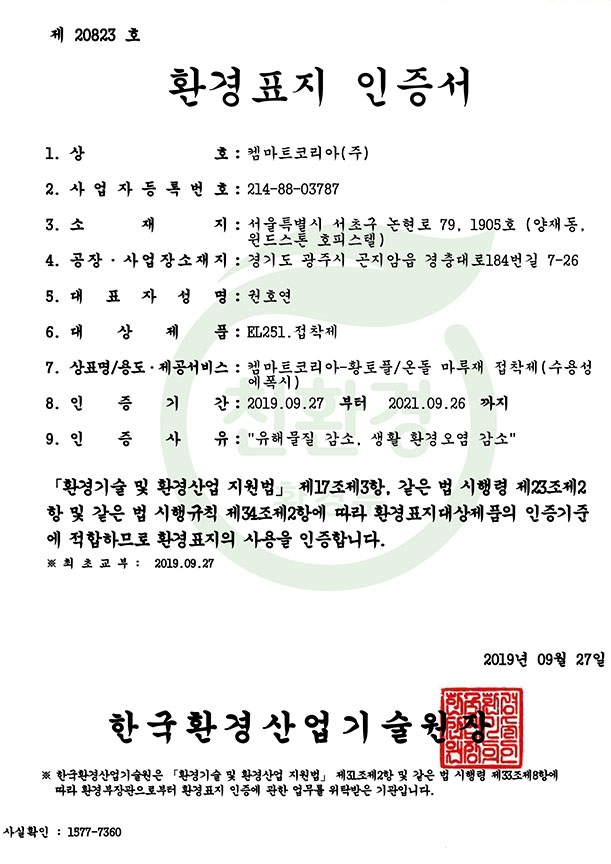 제 20823 호
환경표지 인증서
1. 상 호 : 켐마트코리아(주)
2. 사 업 자 등 록 번 호 : 214-88-03787
3. 소 재 지 : 서울특별시 서초구 논현로 79, 1905호 (양재동,
윈드스톤 호피스텔)
4. 공장 · 사업장소재지 : 경기도 광주시 곤지암읍 경충대로184번길 7-26
5. 대 표 자 성 명 : 권호연
6. 대 상 제 품 : EL251.접착제
7. 상표명/용도 · 제공서비스 : 켐마트코리아-황토풀/온돌 마루재 접착제(수용성
에폭시)
8. 인 증 기 간 : 2019.09.27 부터 2021.09.26 까지
9. 인 증 사 유 : "유해물질 감소, 생활 환경오염 감소"
친환경
환경부
「환경기술 및 환경산업 지원법」 제17조제3항, 같은 법 시행령 제23조제2
항 및 같은 법 시행규칙 제34조제2항에 따라 환경표지대상제품의 인증기준
에 적합하므로 환경표지의 사용을 인증합니다.
※ 최 초 교 부 : 2019.09.27
2019년 09월 27일
한국환경산업기술원장
※ 한국환경산업기술원은 「환경기술 및 환경산업 지원법」 제31조제2항 및 같은 법 시행령 제33조제8항에
따라 환경부장관으로부터 환경표지 인증에 관한 업무를 위탁받은 기관입니다.
사실확인 : 1577-7360